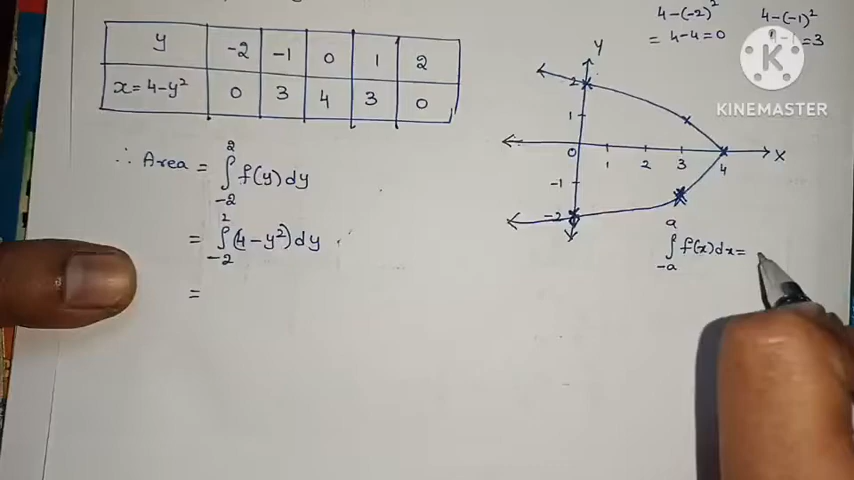 4-(-2)² 4-(-1)²
= 4-4=0 4-1=3
K
KINEMASTER
y -2 -1 0 1 2
x=4-y² 0 3 4 3 0
∴ Area = ∫₋₂² f(y) dy
= ∫₋₂² (4-y²) dy
=
Y
2
1
0 1 2 3 4 X
-1
-2
∫₋ₐᵃ f(x) dx =